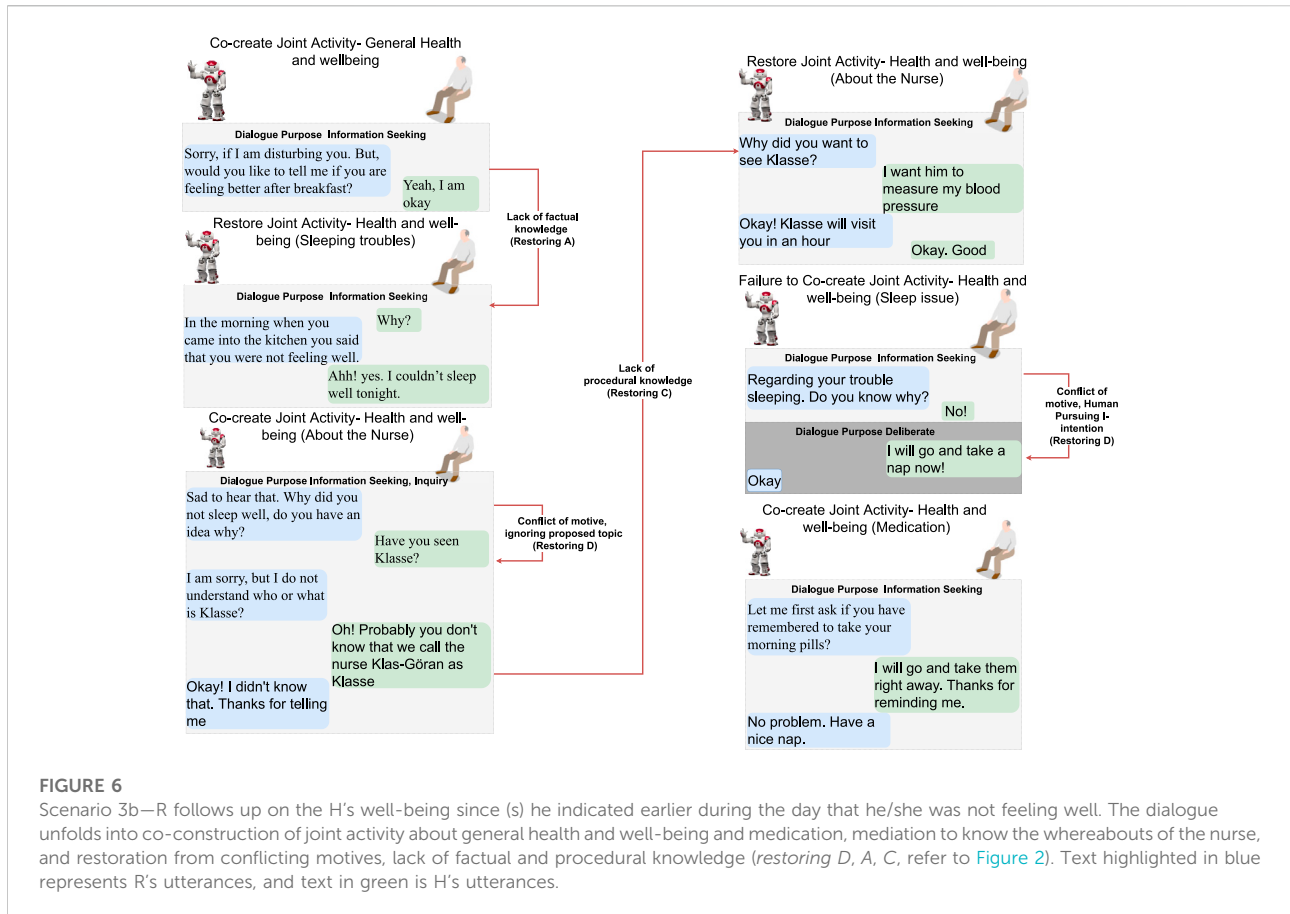 Co-create Joint Activity- General Health
and wellbeing
Dialogue Purpose Information Seeking
Sorry, if I am disturbing you. But,
would you like to tell me if you are
feeling better after breakfast?
Yeah, I am
okay
Lack of factual
knowledge
(Restoring A)
Restore Joint Activity- Health and well-
being (Sleeping troubles)
Dialogue Purpose Information Seeking
Why?
In the morning when you
came into the kitchen you said
that you were not feeling well.
Ahh! yes. I couldn't sleep
well tonight.
Co-create Joint Activity- Health and well-
being (About the Nurse)
Dialogue Purpose Information Seeking, Inquiry
Sad to hear that. Why did you
not sleep well, do you have an
idea why?
Have you seen
Klasse?
Conflict of motive,
ignoring proposed topic
(Restoring D)
I am sorry, but I do not
understand who or what
is Klasse?
Oh! Probably you don't
know that we call the
nurse Klas-Göran as
Klasse
Okay! I didn't know
that. Thanks for telling
me
Lack of
procedural knowledge
(Restoring C)
Restore Joint Activity- Health and well-being
(About the Nurse)
Dialogue Purpose Information Seeking
Why did you want to
see Klasse?
I want him to
measure my blood
pressure
Okay! Klasse will visit
you in an hour
Okay. Good
Failure to Co-create Joint Activity- Health and
well-being (Sleep issue)
Dialogue Purpose Information Seeking
Regarding your trouble
sleeping. Do you know why?
No!
Dialogue Purpose Deliberate
I will go and take a
nap now!
Okay
Conflict of
motive, Human
Pursuing I-
intention
(Restoring D)
Co-create Joint Activity- Health and
well-being (Medication)
Dialogue Purpose Information Seeking
Let me first ask if you have
remembered to take your
morning pills?
I will go and take them
right away. Thanks for
reminding me.
No problem. Have a
nice nap.
FIGURE 6
Scenario 3b—R follows up on the H's well-being since (s) he indicated earlier during the day that he/she was not feeling well. The dialogue
unfolds into co-construction of joint activity about general health and well-being and medication, mediation to know the whereabouts of the nurse,
and restoration from conflicting motives, lack of factual and procedural knowledge (restoring D, A, C, refer to Figure 2). Text highlighted in blue
represents R's utterances, and text in green is H's utterances.